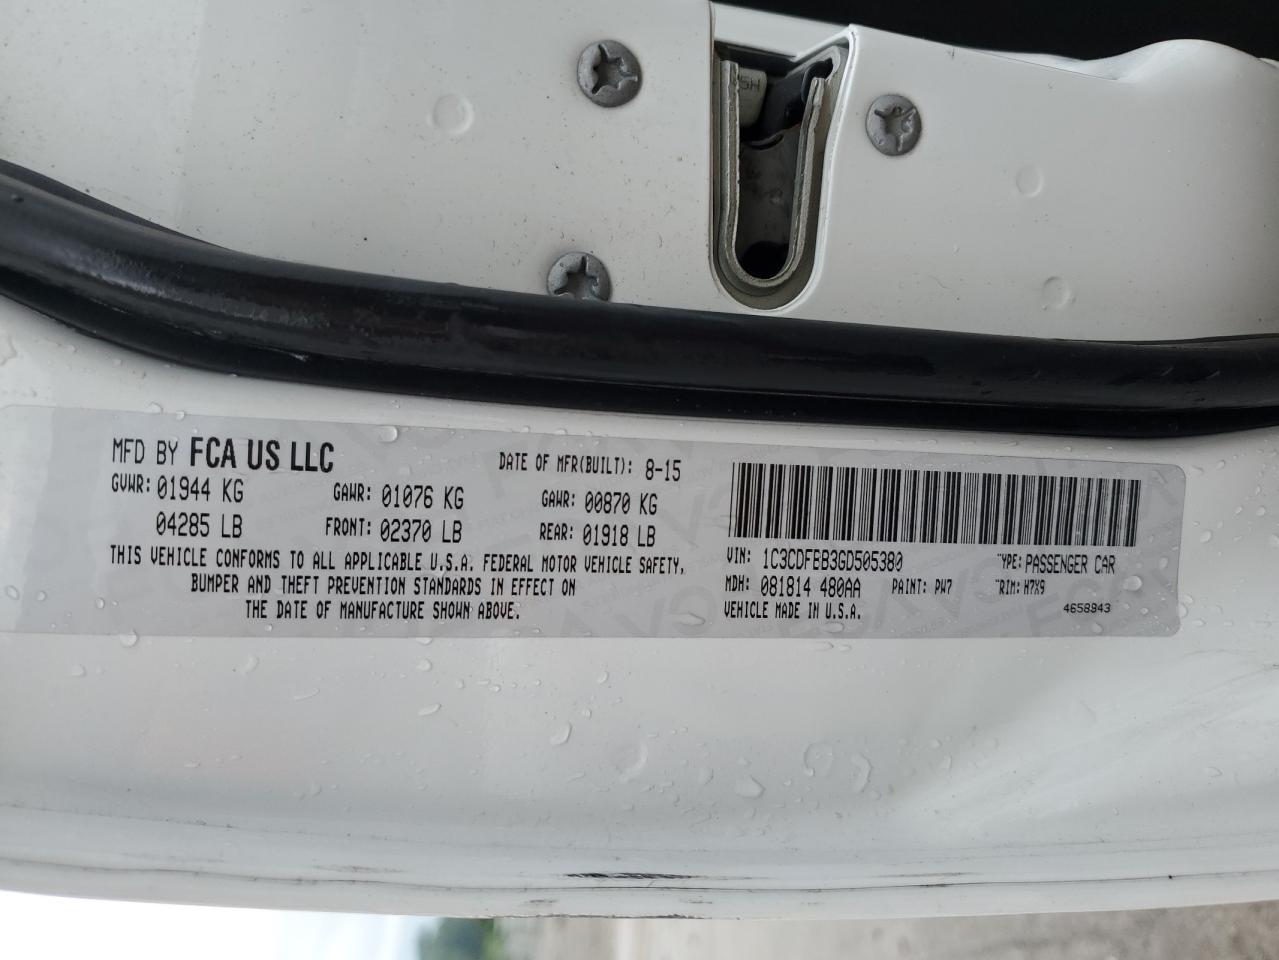 MFD BY FCA US LLC
DATE OF MFR(BUILT): 8-15
GVWR: 01944 KG
GAWR: 01076 KG
GAWR: 00870 KG
04285 LB
FRONT: 02370 LB
REAR: 01918 LB
THIS VEHICLE CONFORMS TO ALL APPLICABLE U.S.A. FEDERAL MOTOR VEHICLE SAFETY,
BUMPER AND THEFT PREVENTION STANDARDS IN EFFECT ON
THE DATE OF MANUFACTURE SHOWN ABOVE.
VIN: 1C3CDFEB3GD505380
TYPE: PASSENGER CAR
MDH: 081814 480AA
PAINT: PW7
TRIM: H7X9
VEHICLE MADE IN U.S.A.
4658943